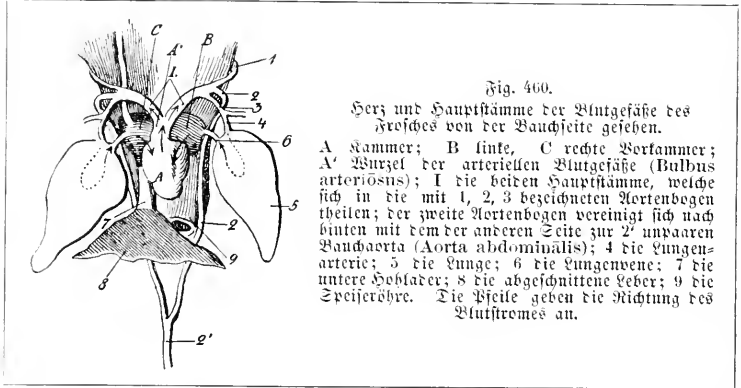 C
A'
B
I.
1
2
3
4
6
A
5
7
2
8
9
2'
Fig. 460.
Herz und Hauptstämme der Blutgefäße des
Frosches von der Bauchseite gesehen.
A Kammer; B linke, C rechte Vorkammer;
A' Wurzel der arteriellen Blutgefäße (Bulbus
arteriōsus); I die beiden Hauptstämme, welche
sich in die mit 1, 2, 3 bezeichneten Aortenbogen
theilen; der zweite Aortenbogen vereinigt sich nach
hinten mit dem der anderen Seite zur 2' unpaaren
Bauchaorta (Aorta abdominālis); 4 die Lungen-
arterie; 5 die Lunge; 6 die Lungenvene; 7 die
untere Hohlader; 8 die abgeschnittene Leber; 9 die
Speiseröhre. Die Pfeile geben die Richtung des
Blutstromes an.